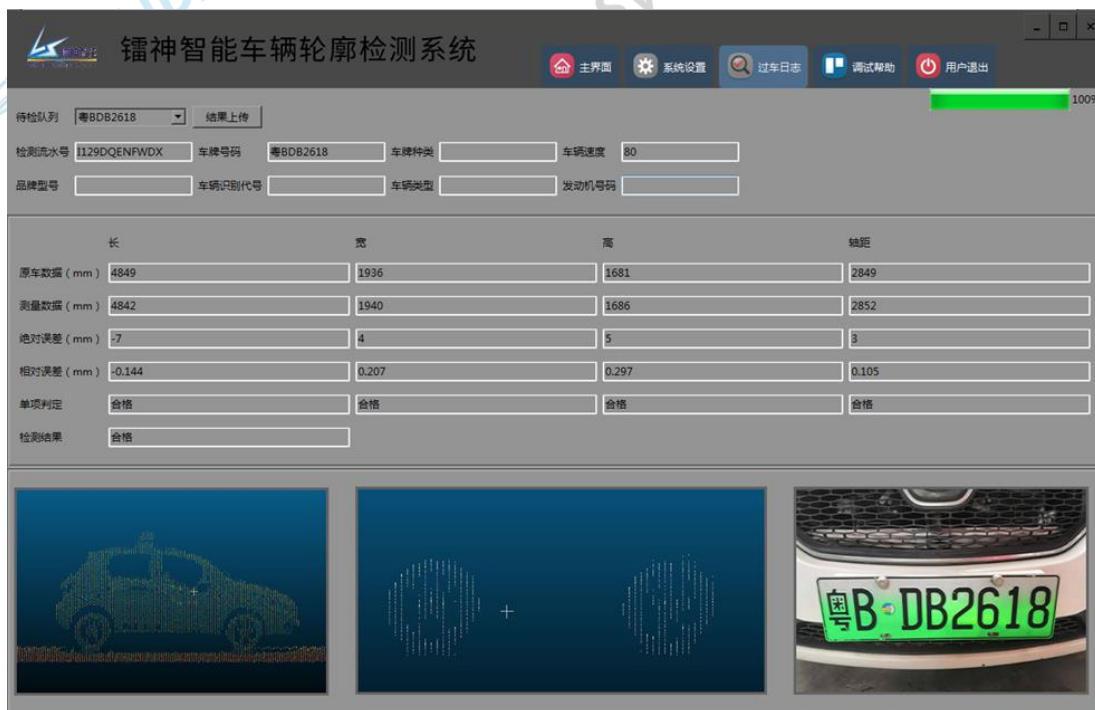 镭神智能车辆轮廓检测系统
主界面 系统设置 过车日志 调试帮助 用户退出
100%
待检队列 粤BDB2618 结果上传
检测流水号 I129DQENFWDX 车牌号码 粤BDB2618 车牌种类 车辆速度 80
品牌型号 车辆识别代号 车辆类型 发动机号码
长 宽 高 轴距
原车数据(mm) 4849 1936 1681 2849
测量数据(mm) 4842 1940 1686 2852
绝对误差(mm) -7 4 5 3
相对误差(mm) -0.144 0.207 0.297 0.105
单项判定 合格 合格 合格 合格
检测结果 合格
粤B·DB2618